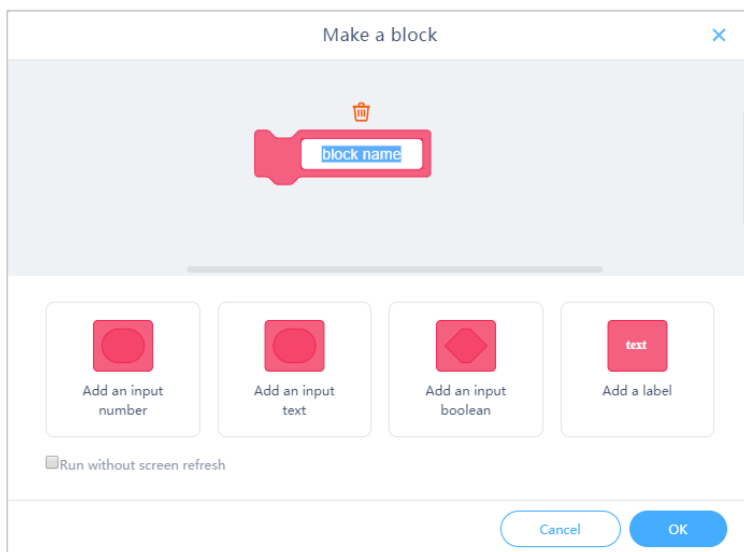 Make a block
block name
Add an input
number
Add an input
text
Add an input
boolean
text
Add a label
Run without screen refresh
Cancel
OK